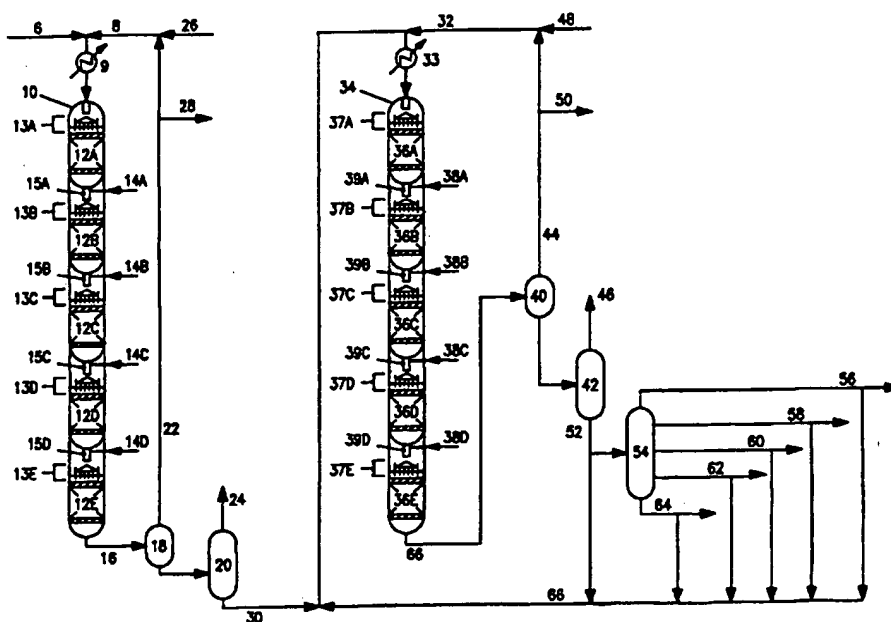 6 8 26 32 48
9 33
10 34
28 50
13A 37A
12A 36A
15A 14A 39A 38A
13B 37B
12B 36B 44
15B 14B 39B 38B
13C 37C 40 46
12C 36C
15C 14C 39C 38C
13D 37D 42 56
12D 22 36D 58
15D 14D 39D 38D 52 54 60
13E 37E 62
12E 24 36E 64
16 18 20 66
30 66